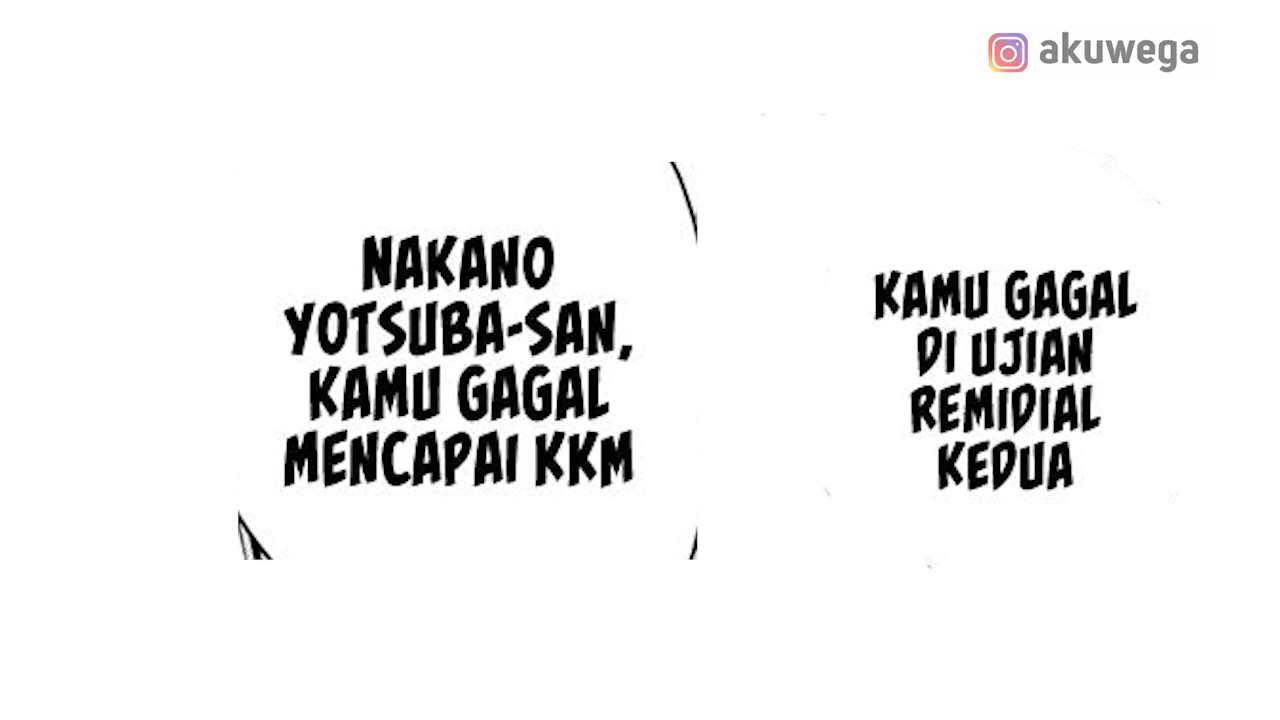 akuwega
NAKANO
YOTSUBA-SAN,
KAMU GAGAL
MENCAPAI KKM
KAMU GAGAL
DI UJIAN
REMIDIAL
KEDUA